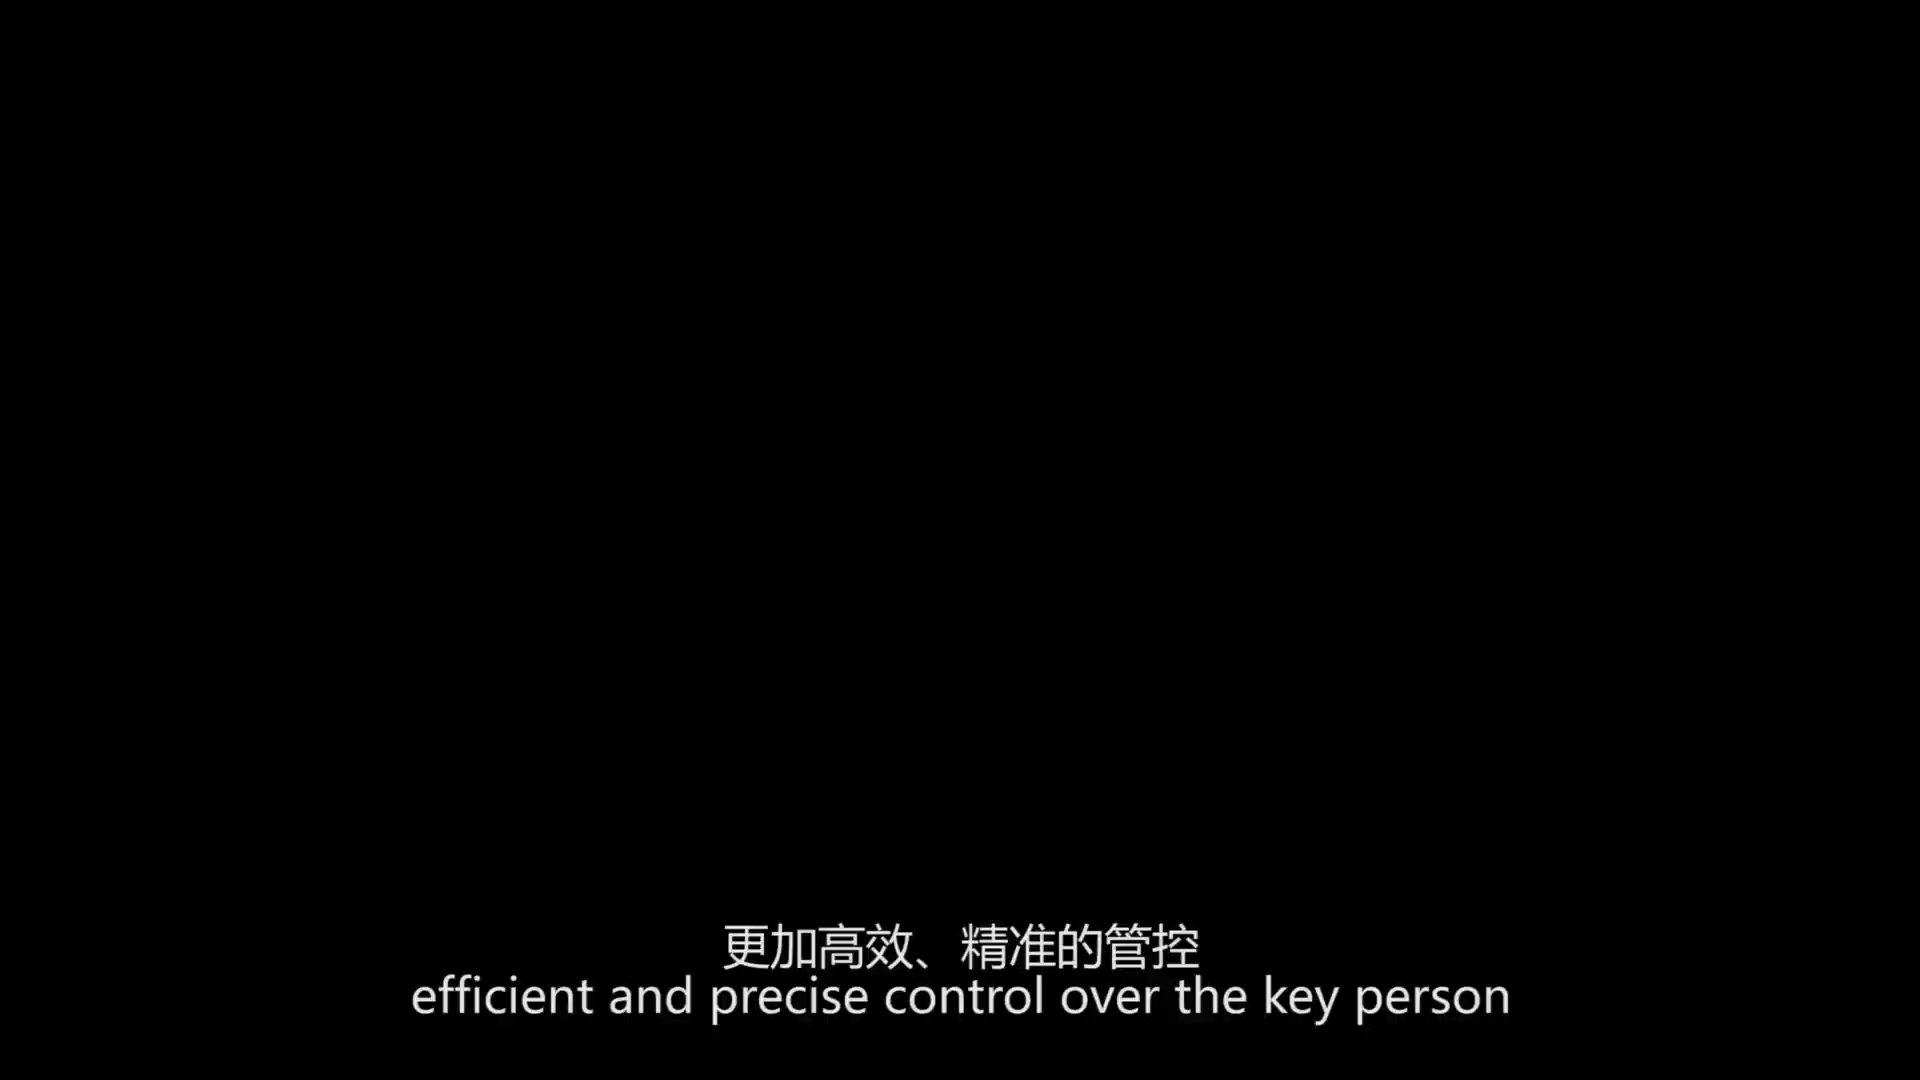 更加高效、精准的管控
efficient and precise control over the key person